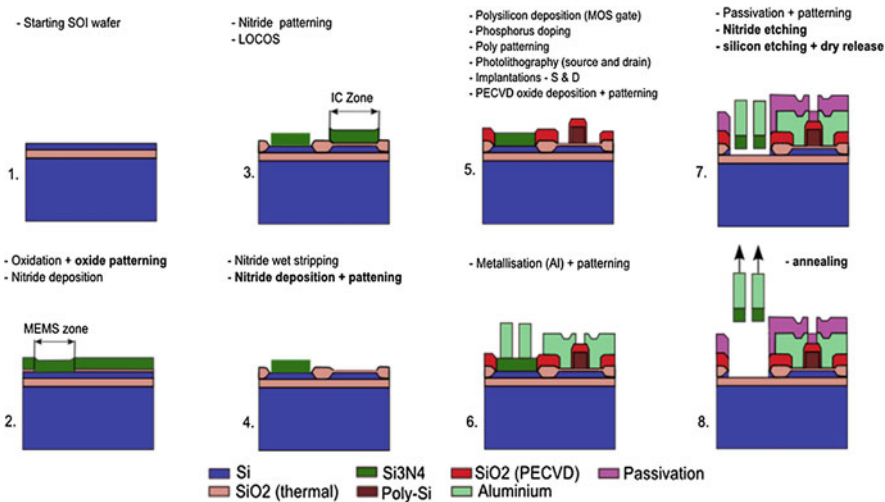 - Starting SOI wafer
1.
- Oxidation + oxide patterning
- Nitride deposition
MEMS zone
2.
- Nitride patterning
- LOCOS
IC Zone
3.
- Nitride wet stripping
- Nitride deposition + pattening
4.
- Polysilicon deposition (MOS gate)
- Phosphorus doping
- Poly patterning
- Photolithography (source and drain)
- Implantations - S & D
- PECVD oxide deposition + patterning
5.
- Metallisation (Al) + patterning
6.
- Passivation + patterning
- Nitride etching
- silicon etching + dry release
7.
- annealing
8.
Si
Si3N4
SiO2 (PECVD)
Passivation
SiO2 (thermal)
Poly-Si
Aluminium